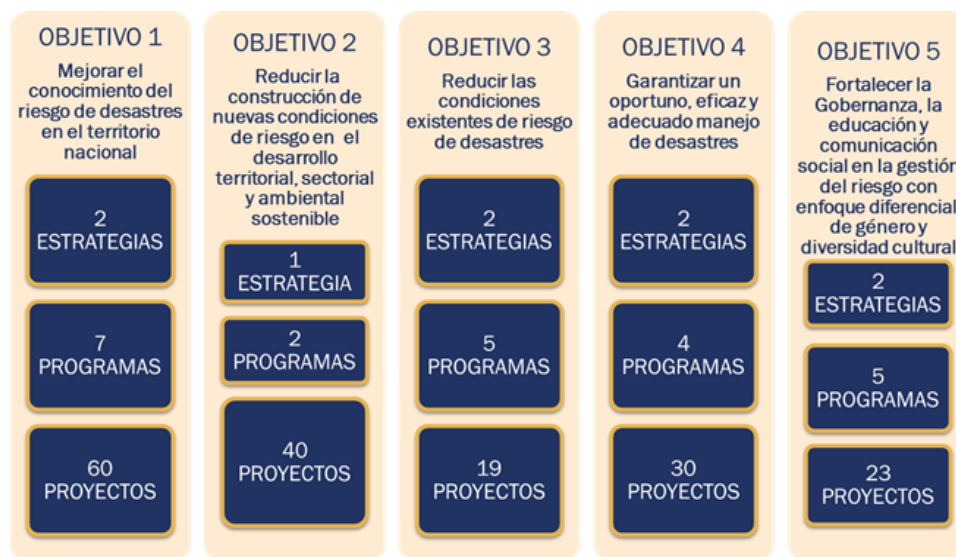 OBJETIVO 1
Mejorar el
conocimiento del
riesgo de desastres
en el territorio
nacional
2
ESTRATEGIAS
7
PROGRAMAS
60
PROYECTOS
OBJETIVO 2
Reducir la
construcción de
nuevas condiciones
de riesgo en el
desarrollo
territorial, sectorial
y ambiental
sostenible
1
ESTRATEGIA
2
PROGRAMAS
40
PROYECTOS
OBJETIVO 3
Reducir las
condiciones
existentes de riesgo
de desastres
2
ESTRATEGIAS
5
PROGRAMAS
19
PROYECTOS
OBJETIVO 4
Garantizar un
oportuno, eficaz y
adecuado manejo
de desastres
2
ESTRATEGIAS
4
PROGRAMAS
30
PROYECTOS
OBJETIVO 5
Fortalecer la
Gobernanza, la
educación y
comunicación
social en la gestión
del riesgo con
enfoque diferencial
de género y
diversidad cultural
2
ESTRATEGIAS
5
PROGRAMAS
23
PROYECTOS